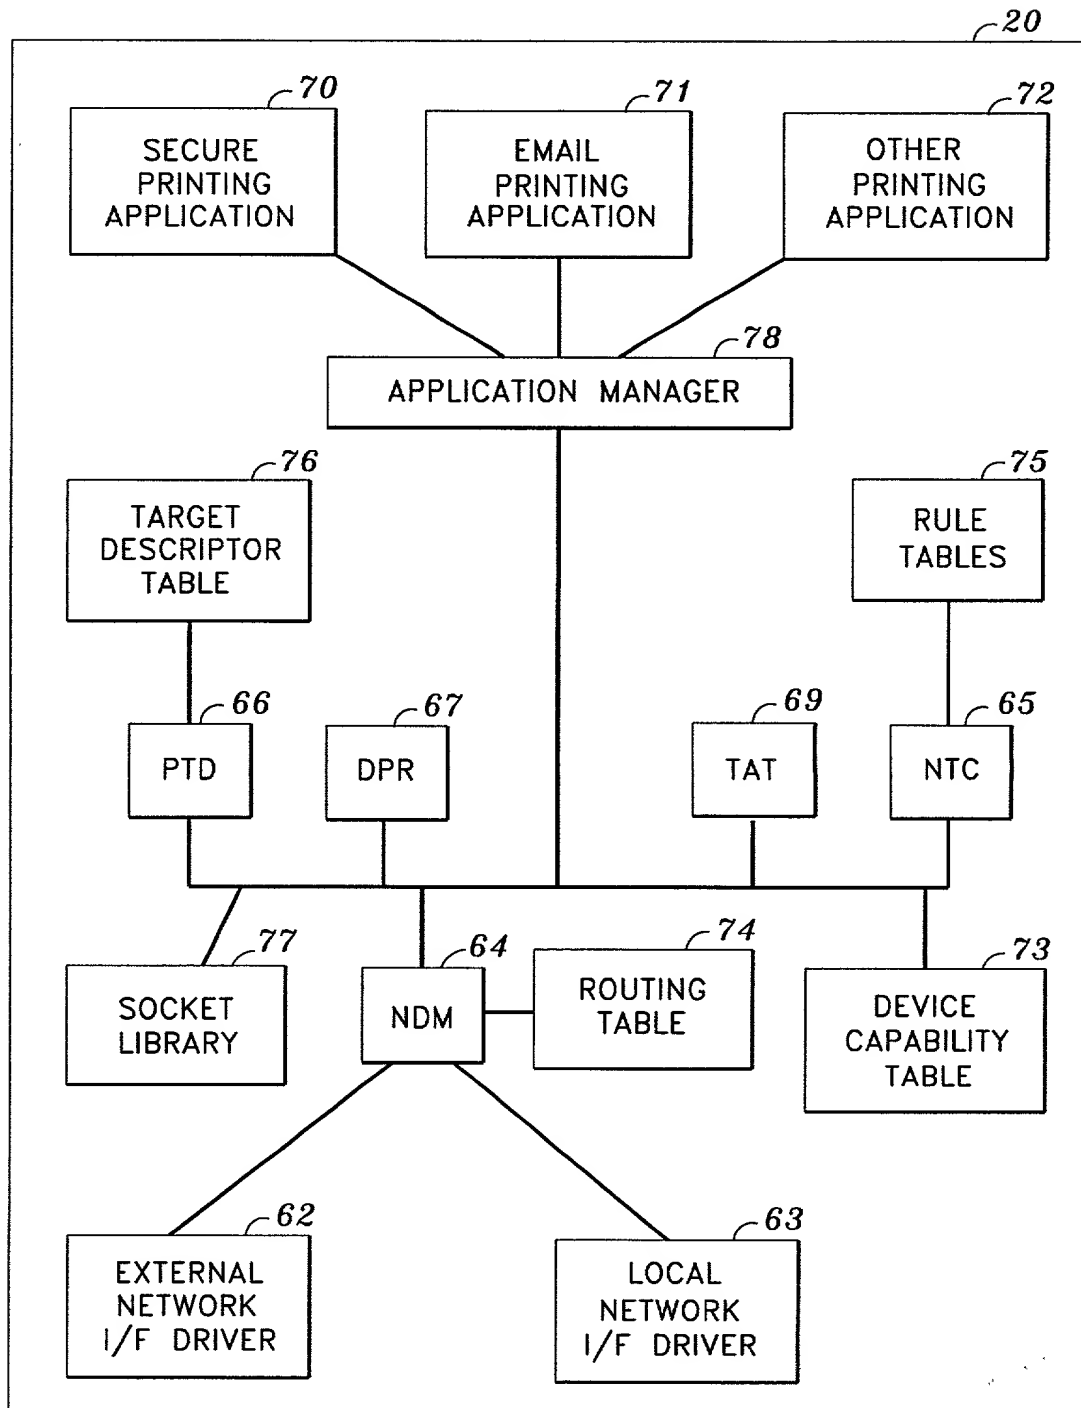 20
70
71
72
SECURE
PRINTING
APPLICATION
EMAIL
PRINTING
APPLICATION
OTHER
PRINTING
APPLICATION
78
APPLICATION MANAGER
76
75
TARGET
DESCRIPTOR
TABLE
RULE
TABLES
66
67
69
65
PTD
DPR
TAT
NTC
77
64
74
73
SOCKET
LIBRARY
NDM
ROUTING
TABLE
DEVICE
CAPABILITY
TABLE
62
63
EXTERNAL
NETWORK
I/F DRIVER
LOCAL
NETWORK
I/F DRIVER